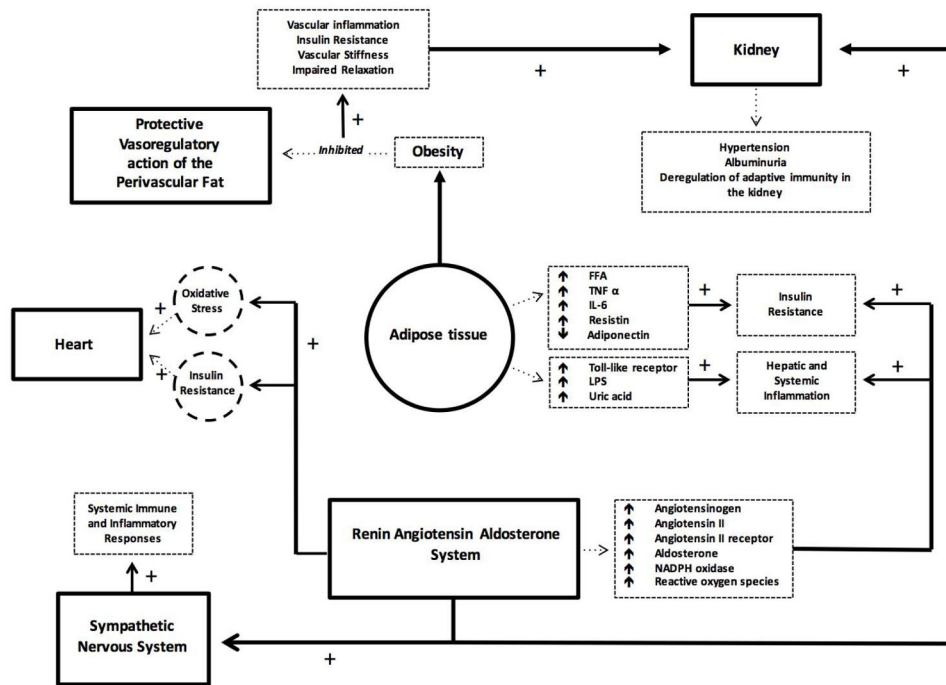 Vascular inflammation
Insulin Resistance
Vascular Stiffness
Impaired Relaxation
+
Kidney
+
+
Protective
Vasoregulatory
action of the
Perivascular Fat
Inhibited
Obesity
Hypertension
Albuminuria
Deregulation of adaptive immunity in
the kidney
Heart
+
Oxidative
Stress
+
Insulin
Resistance
+
Adipose tissue
FFA
TNF α
IL-6
Resistin
Adiponectin
+
Insulin
Resistance
+
Toll-like receptor
LPS
Uric acid
+
Hepatic and
Systemic
Inflammation
+
Systemic Immune
and Inflammatory
Responses
+
Sympathetic
Nervous System
+
Renin Angiotensin Aldosterone
System
Angiotensinogen
Angiotensin II
Angiotensin II receptor
Aldosterone
NADPH oxidase
Reactive oxygen species